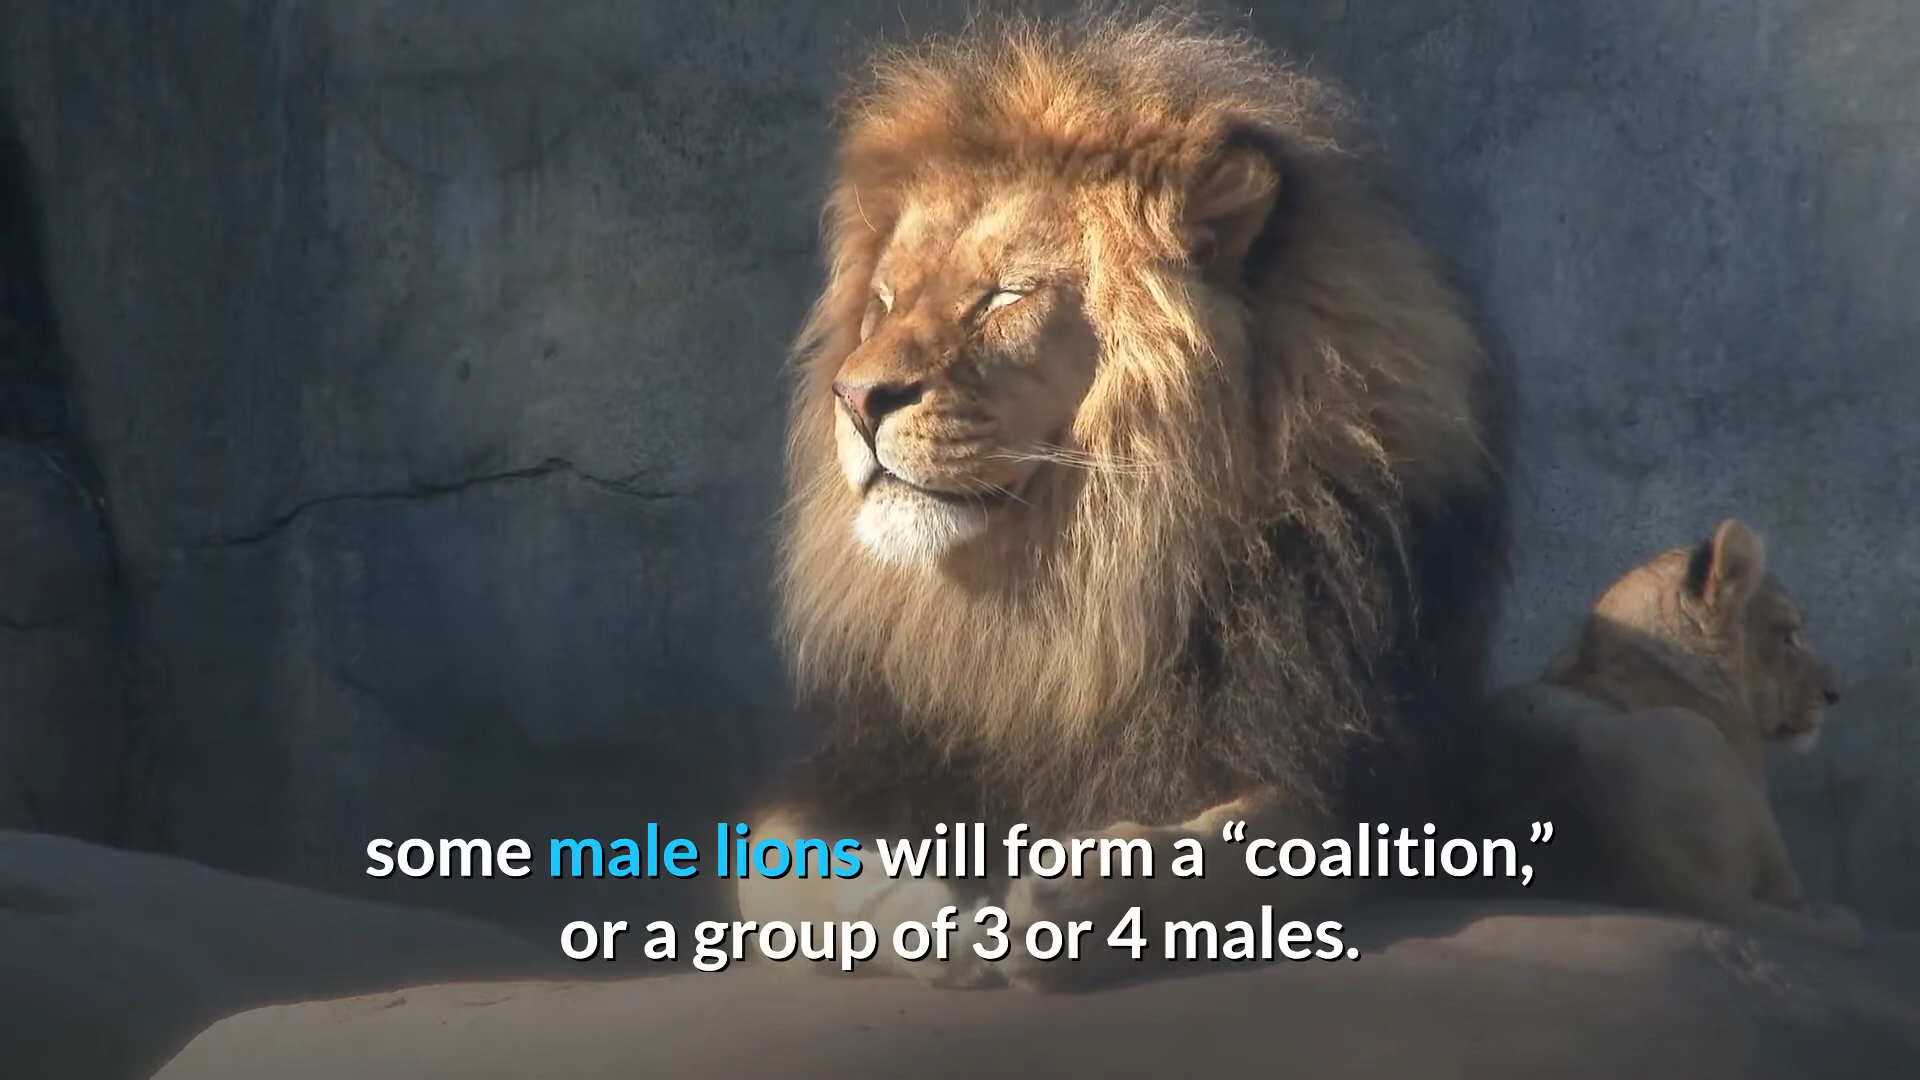 some male lions will form a “coalition,”
or a group of 3 or 4 males.